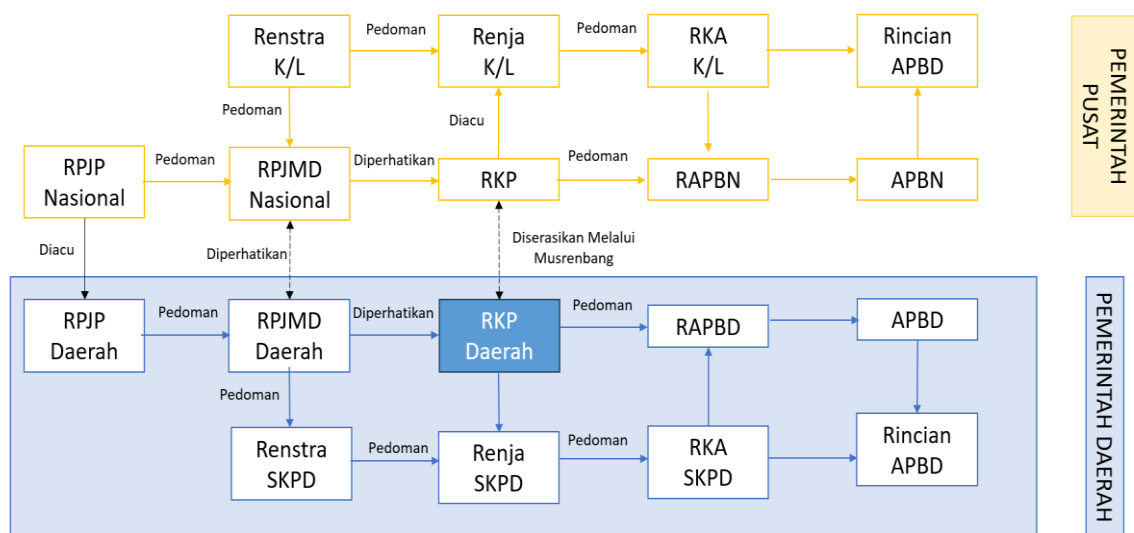 Renstra
K/L
Pedoman
Renja
K/L
Pedoman
RKA
K/L
Rincian
APBD
PEMERINTAH
PUSAT
Pedoman
Diacu
RPJP
Nasional
Pedoman
RPJMD
Nasional
Diperhatikan
RKP
Pedoman
RAPBN
APBN
Diacu
Diperhatikan
Diserasikan Melalui
Musrenbang
RPJP
Daerah
Pedoman
RPJMD
Daerah
Diperhatikan
RKP
Daerah
Pedoman
RAPBD
APBD
PEMERINTAH DAERAH
Pedoman
Renstra
SKPD
Pedoman
Renja
SKPD
Pedoman
RKA
SKPD
Rincian
APBD